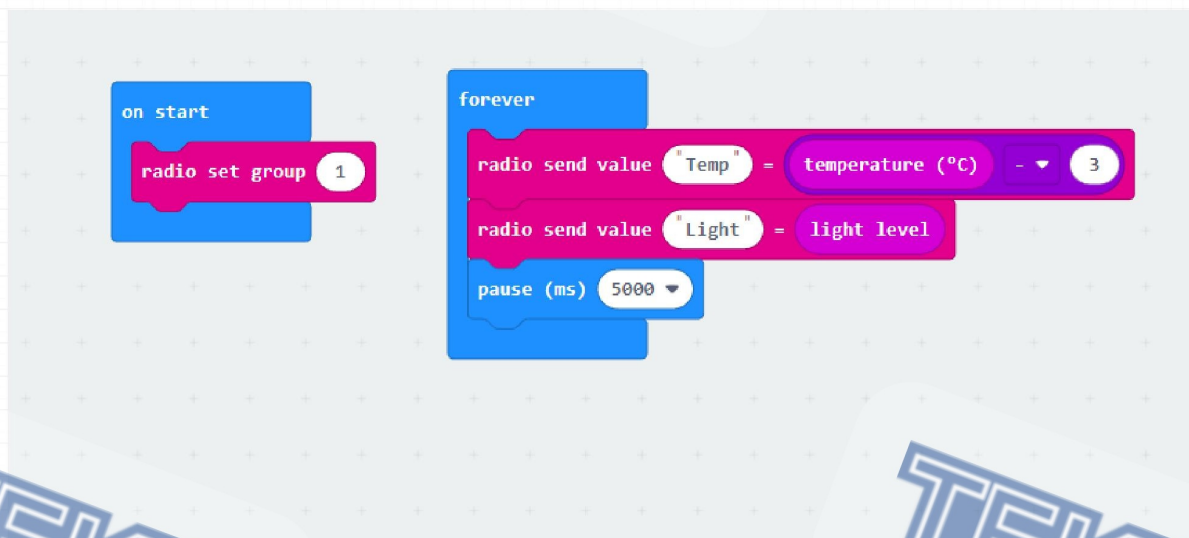 on start
radio set group 1
forever
radio send value "Temp" = temperature (°C) - 3
radio send value "Light" = light level
pause (ms) 5000